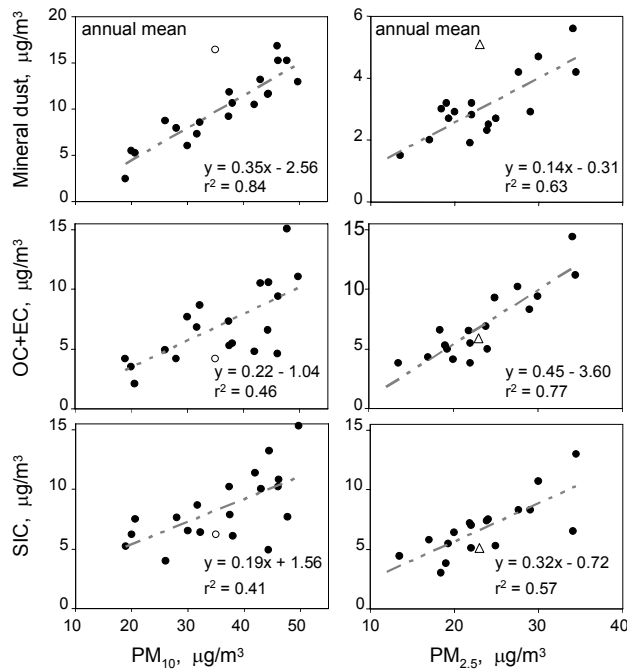 annual mean
annual mean
Mineral dust, µg/m³
20
15
10
5
0
y = 0.35x - 2.56
r² = 0.84
6
4
2
0
y = 0.14x - 0.31
r² = 0.63
OC+EC, µg/m³
15
10
5
0
y = 0.22 - 1.04
r² = 0.46
15
10
5
0
y = 0.45 - 3.60
r² = 0.77
SIC, µg/m³
15
10
5
0
y = 0.19x + 1.56
r² = 0.41
15
10
5
0
y = 0.32x - 0.72
r² = 0.57
10 20 30 40 50
10 20 30 40
PM₁₀, µg/m³
PM₂.₅, µg/m³